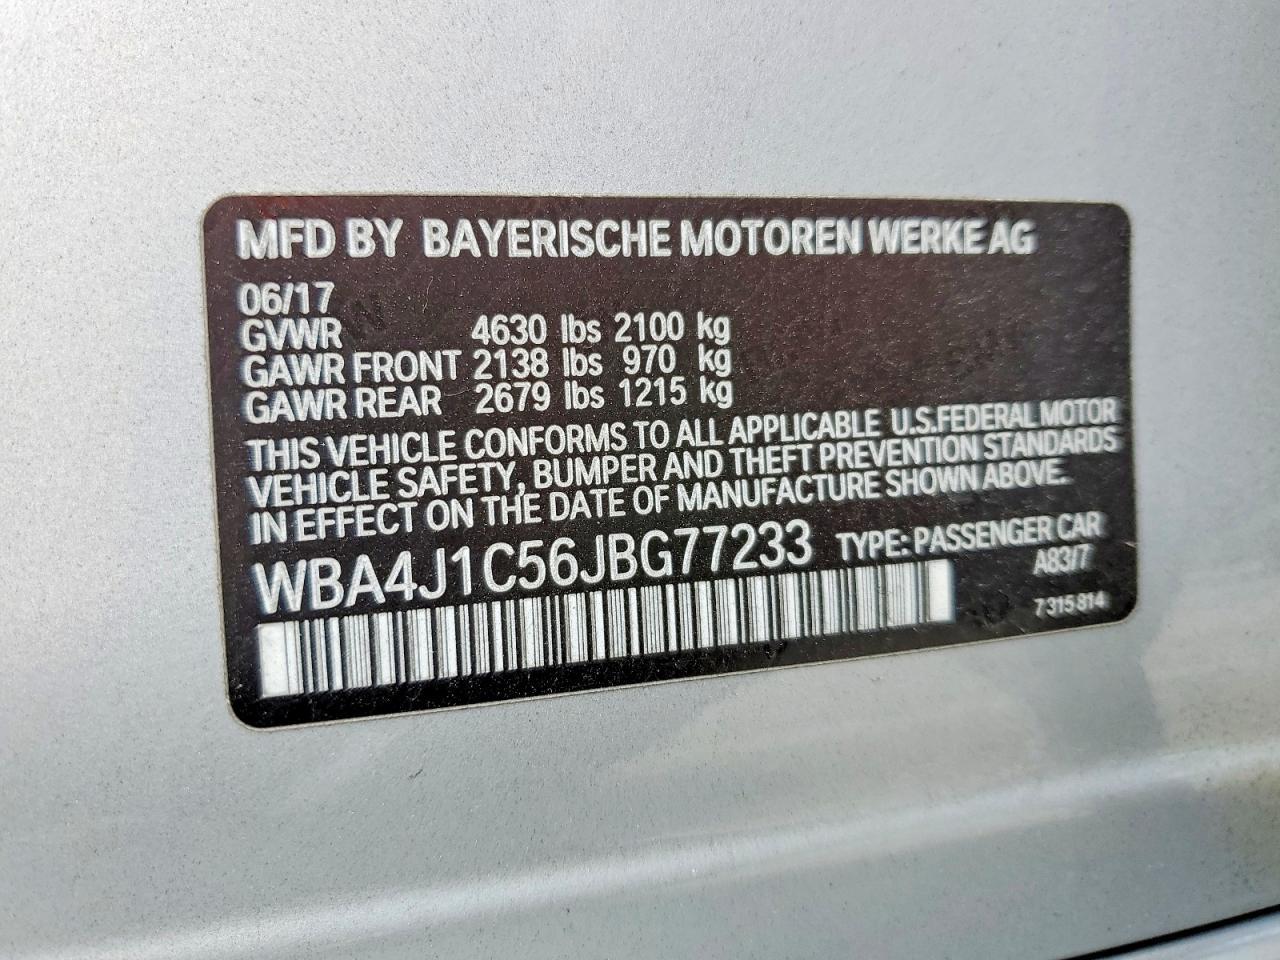 MFD BY BAYERISCHE MOTOREN WERKE AG
06/17
GVWR 4630 lbs 2100 kg
GAWR FRONT 2138 lbs 970 kg
GAWR REAR 2679 lbs 1215 kg
THIS VEHICLE CONFORMS TO ALL APPLICABLE U.S.FEDERAL MOTOR
VEHICLE SAFETY, BUMPER AND THEFT PREVENTION STANDARDS
IN EFFECT ON THE DATE OF MANUFACTURE SHOWN ABOVE.
WBA4J1C56JBG77233 TYPE: PASSENGER CAR
A83/7
7 315 814